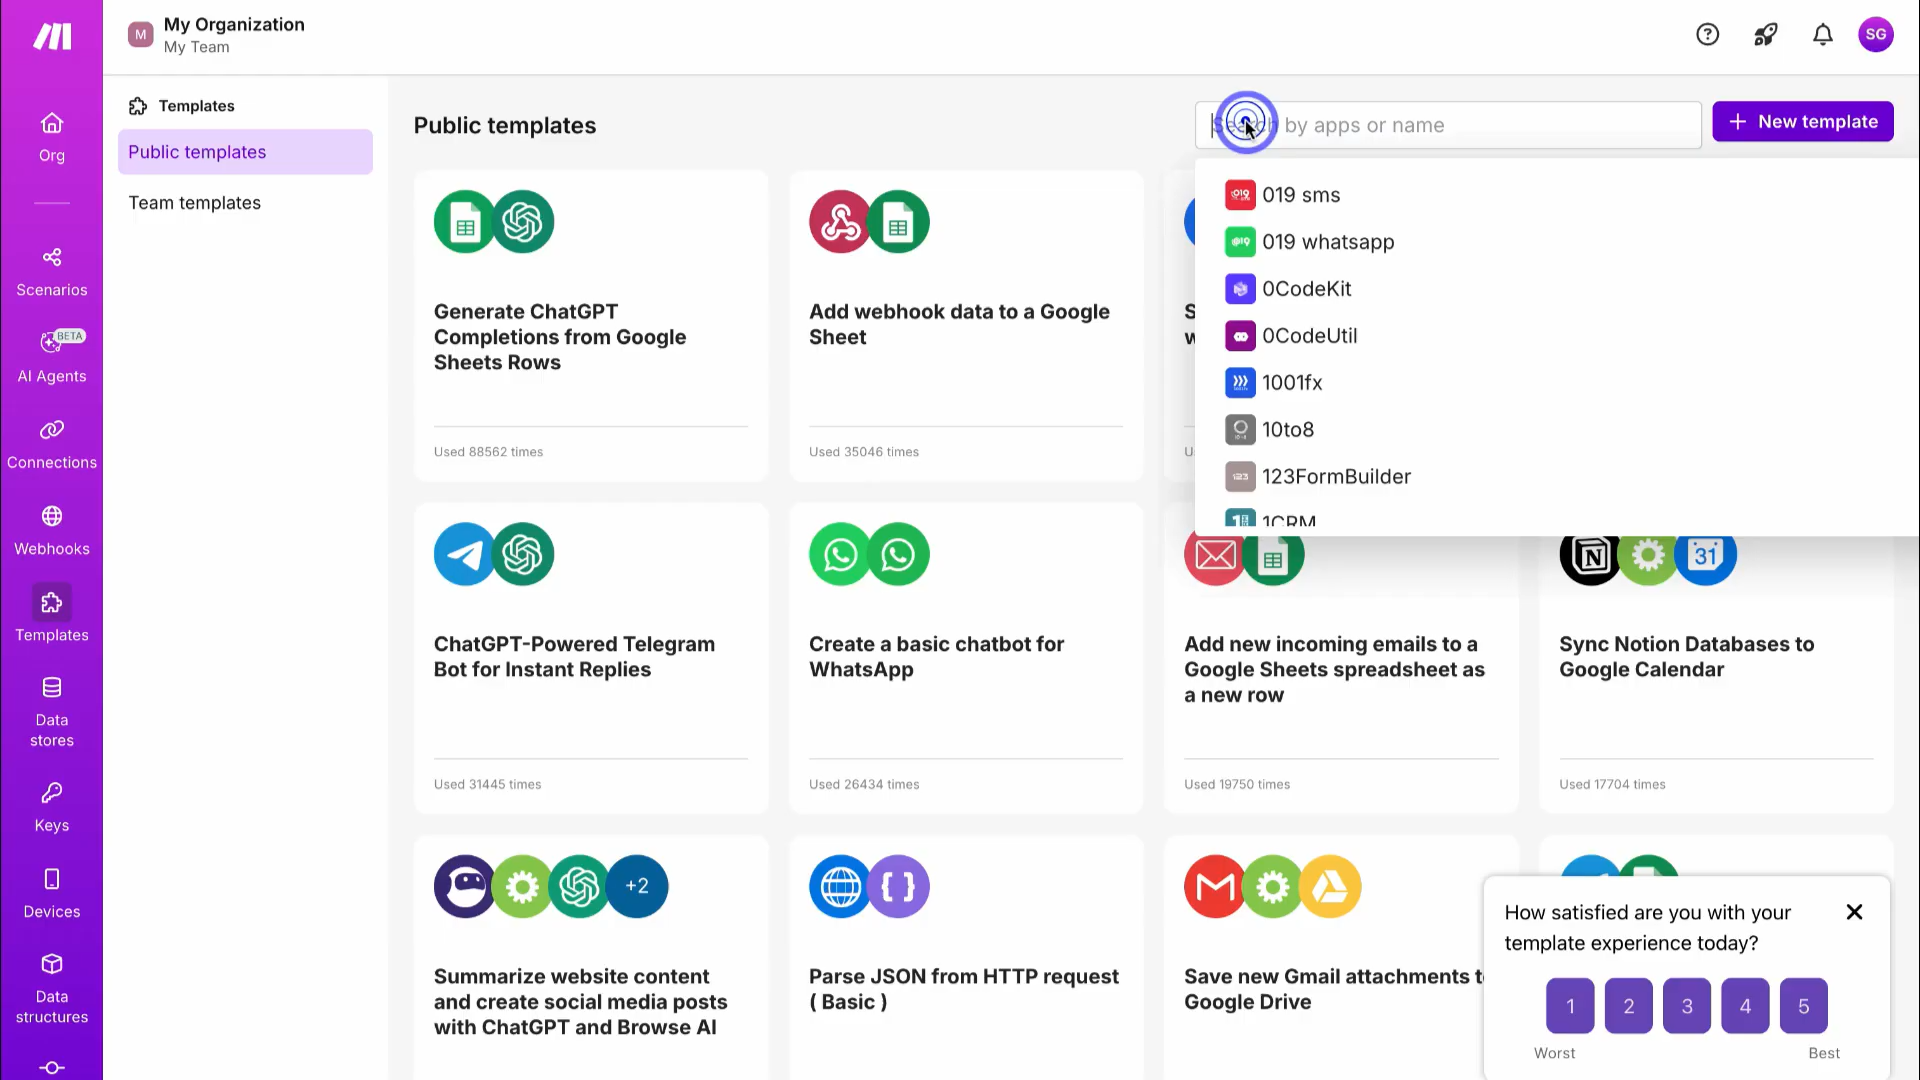 M
My Organization
My Team
SG
Org
Scenarios
BETA
AI Agents
Connections
Webhooks
Templates
Data
stores
Keys
Devices
Data
structures
Templates
Public templates
Team templates
Public templates
Search by apps or name
New template
019 sms
019 whatsapp
0CodeKit
0CodeUtil
1001fx
10to8
123FormBuilder
1CRM
Generate ChatGPT
Completions from Google
Sheets Rows
Used 88562 times
Add webhook data to a Google
Sheet
Used 35046 times
ChatGPT-Powered Telegram
Bot for Instant Replies
Used 31445 times
Create a basic chatbot for
WhatsApp
Used 26434 times
Add new incoming emails to a
Google Sheets spreadsheet as
a new row
Used 19750 times
31
Sync Notion Databases to
Google Calendar
Used 17704 times
+2
Summarize website content
and create social media posts
with ChatGPT and Browse AI
Parse JSON from HTTP request
( Basic )
Save new Gmail attachments
Google Drive
How satisfied are you with your
template experience today?
1 2 3 4 5
Worst Best